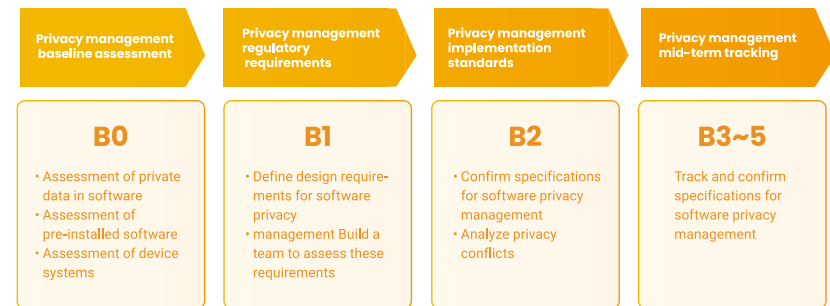 Privacy management
baseline assessment
Privacy management
regulatory
requirements
Privacy management
implementation
standards
Privacy management
mid-term tracking
B0
• Assessment of private
data in software
• Assessment of
pre-installed software
• Assessment of device
systems
B1
• Define design require-
ments for software
privacy
• management Build a
team to assess these
requirements
B2
• Confirm specifications
for software privacy
management
• Analyze privacy
conflicts
B3~5
Track and confirm
specifications for
software privacy
management